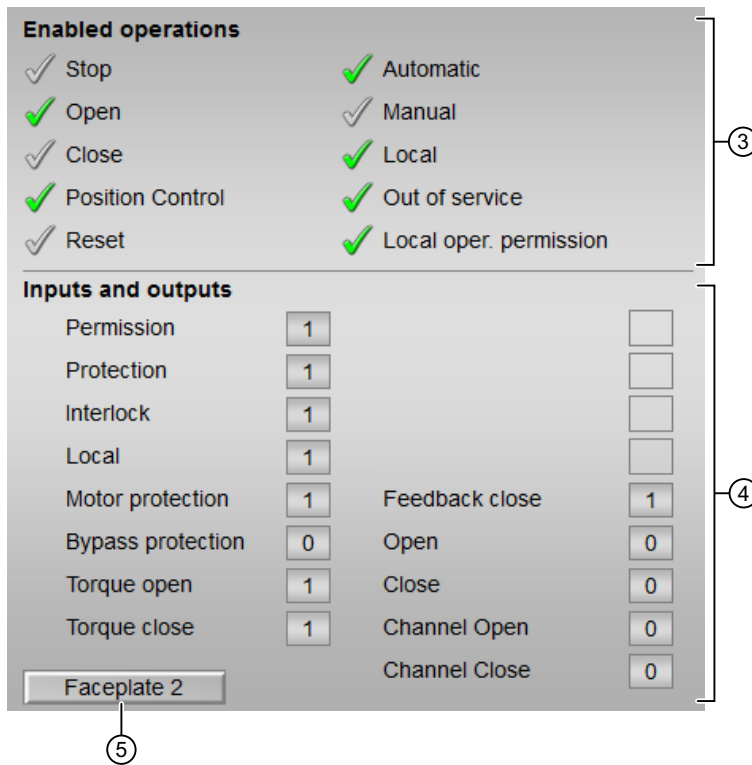 Enabled operations
Stop Automatic
Open Manual
Close Local
Position Control Out of service
Reset Local oper. permission
3
Inputs and outputs
Permission 1
Protection 1
Interlock 1
Local 1
Motor protection 1 Feedback close 1
Bypass protection 0 Open 0
Torque open 1 Close 0
Torque close 1 Channel Open 0
Channel Close 0
4
Faceplate 2
5